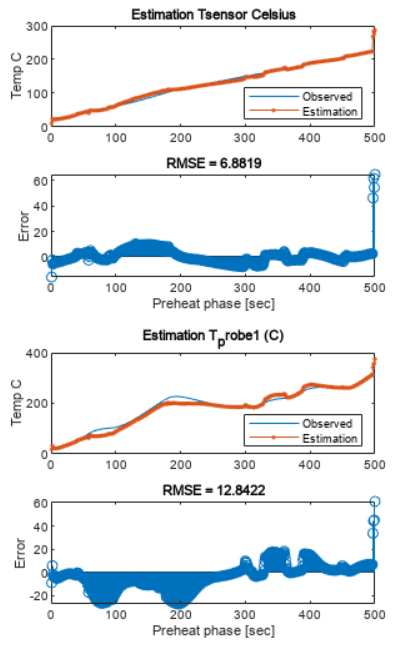 Estimation Tsensor Celsius
300
200
100
0
Temp C
Observed
Estimation
0 100 200 300 400 500
RMSE = 6.8819
60
40
20
0
Error
0 100 200 300 400 500
Preheat phase [sec]
Estimation Tprobe1 (C)
400
200
0
Temp C
Observed
Estimation
0 100 200 300 400 500
RMSE = 12.8422
60
40
20
0
-20
Error
0 100 200 300 400 500
Preheat phase [sec]